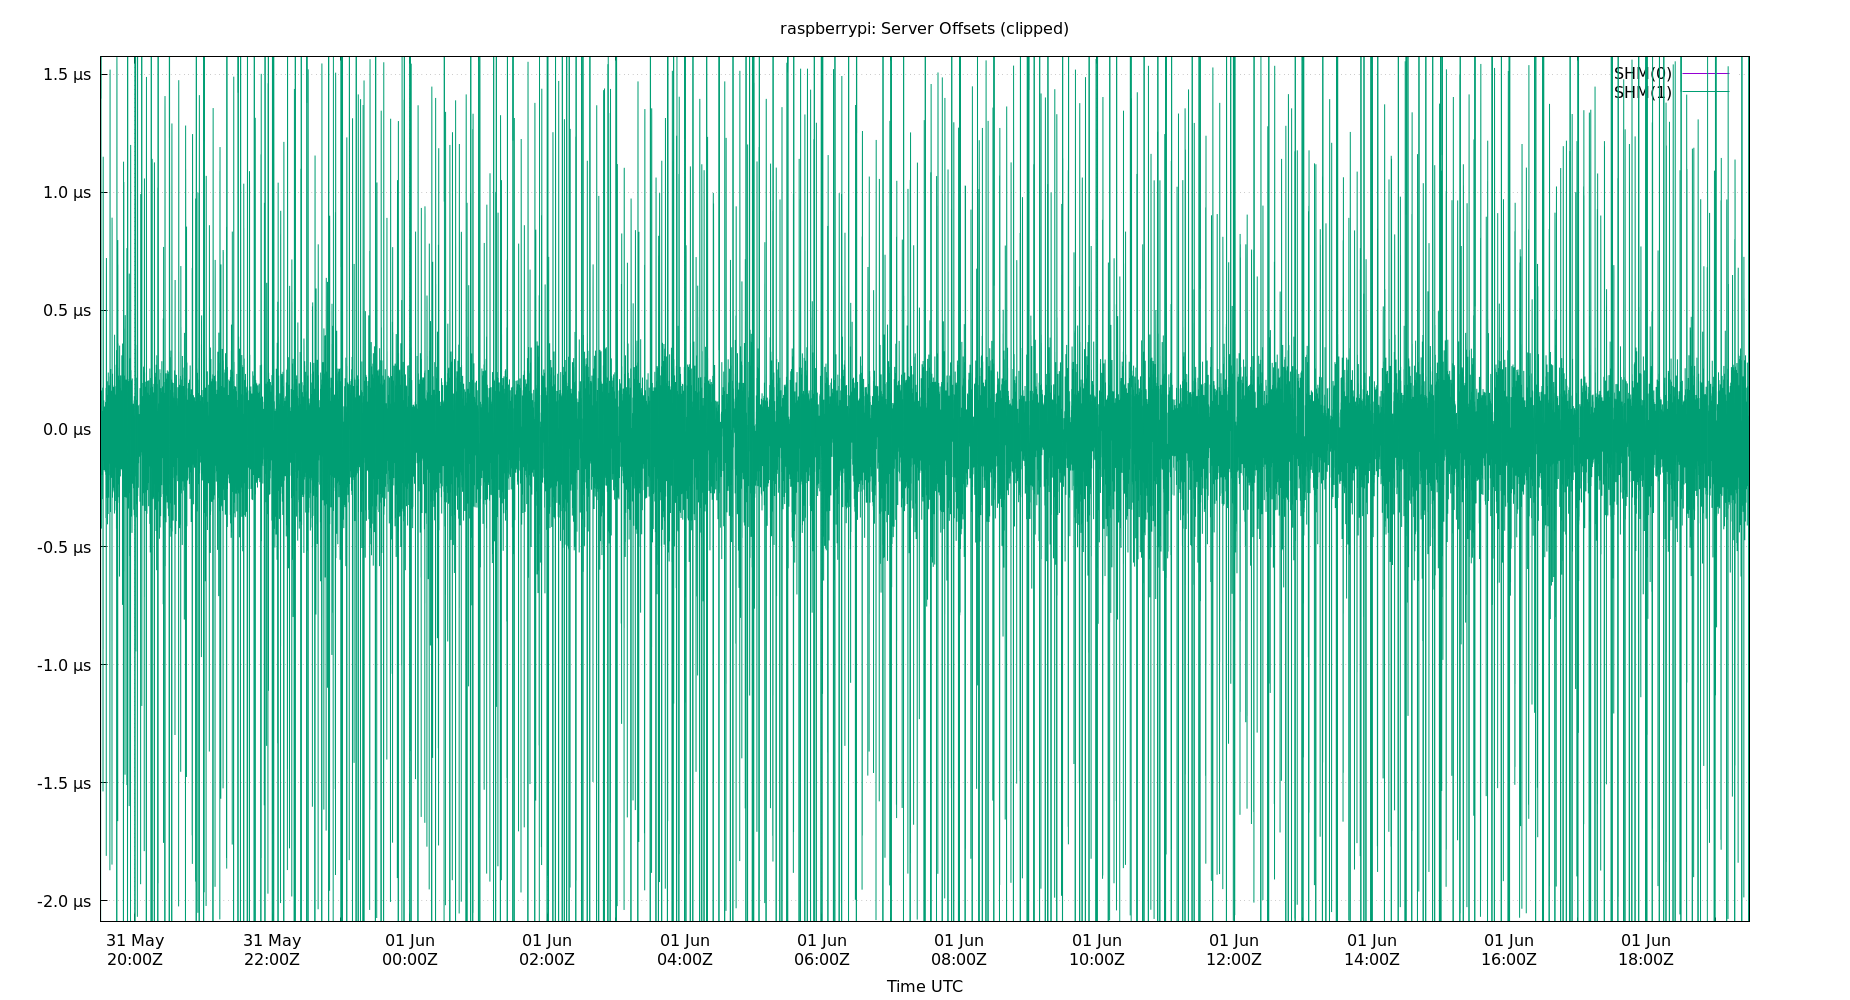 raspberrypi: Server Offsets (clipped)
SHM(0)
SHM(1)
1.5 µs
1.0 µs
0.5 µs
0.0 µs
-0.5 µs
-1.0 µs
-1.5 µs
-2.0 µs
31 May 31 May 01 Jun 01 Jun 01 Jun 01 Jun 01 Jun 01 Jun 01 Jun 01 Jun 01 Jun 01 Jun
20:00Z 22:00Z 00:00Z 02:00Z 04:00Z 06:00Z 08:00Z 10:00Z 12:00Z 14:00Z 16:00Z 18:00Z
Time UTC